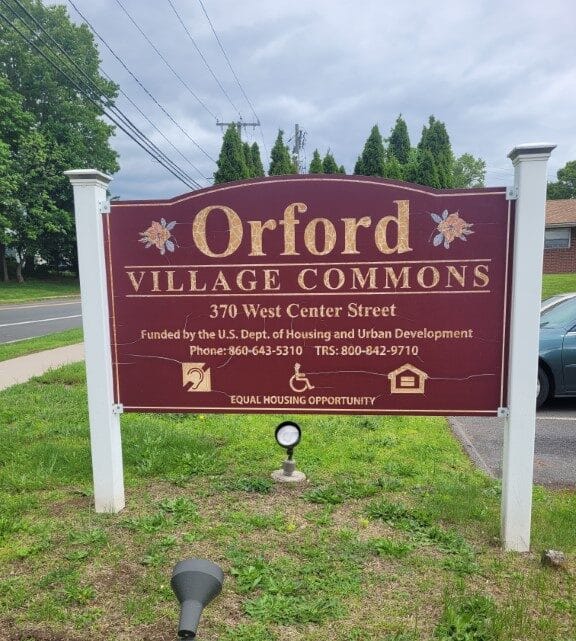 Orford
VILLAGE COMMONS
370 West Center Street
Funded by the U.S. Dept. of Housing and Urban Development
Phone: 860-643-5310 TRS: 800-842-9710
EQUAL HOUSING OPPORTUNITY